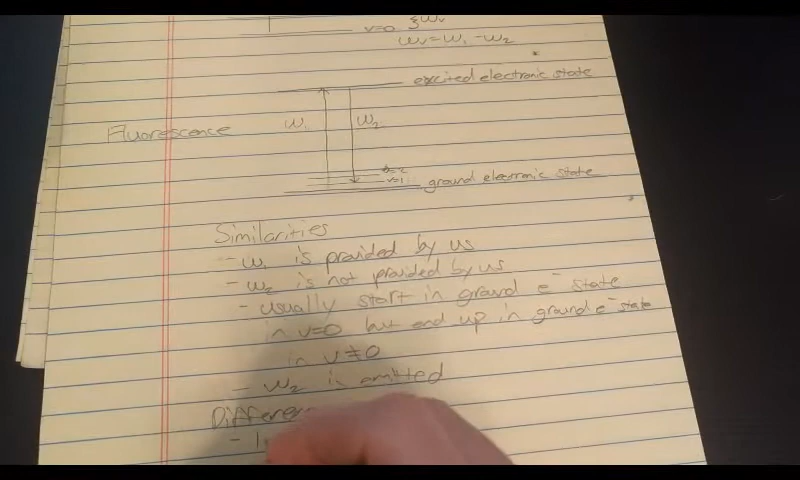 v=0
ωv=ω₁-ω₂
excited electronic state
Fluorescence
ω₁
ω₂
v=2
v=1
ground electronic state
Similarities
- ω₁ is provided by us
- ω₂ is not provided by us
- usually start in ground e⁻ state
in v=0 but end up in ground e⁻ state
in v≠0
- ω₂ is emitted
Differen
- I